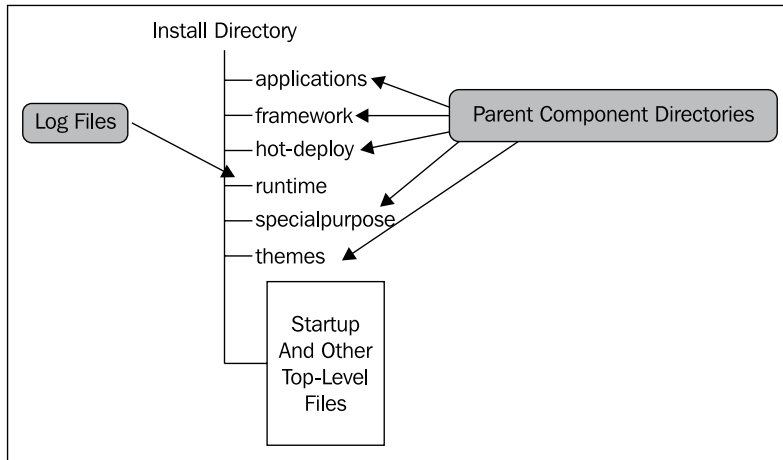 Install Directory
applications
framework
hot-deploy
runtime
specialpurpose
themes
Log Files
Parent Component Directories
Startup
And Other
Top-Level
Files